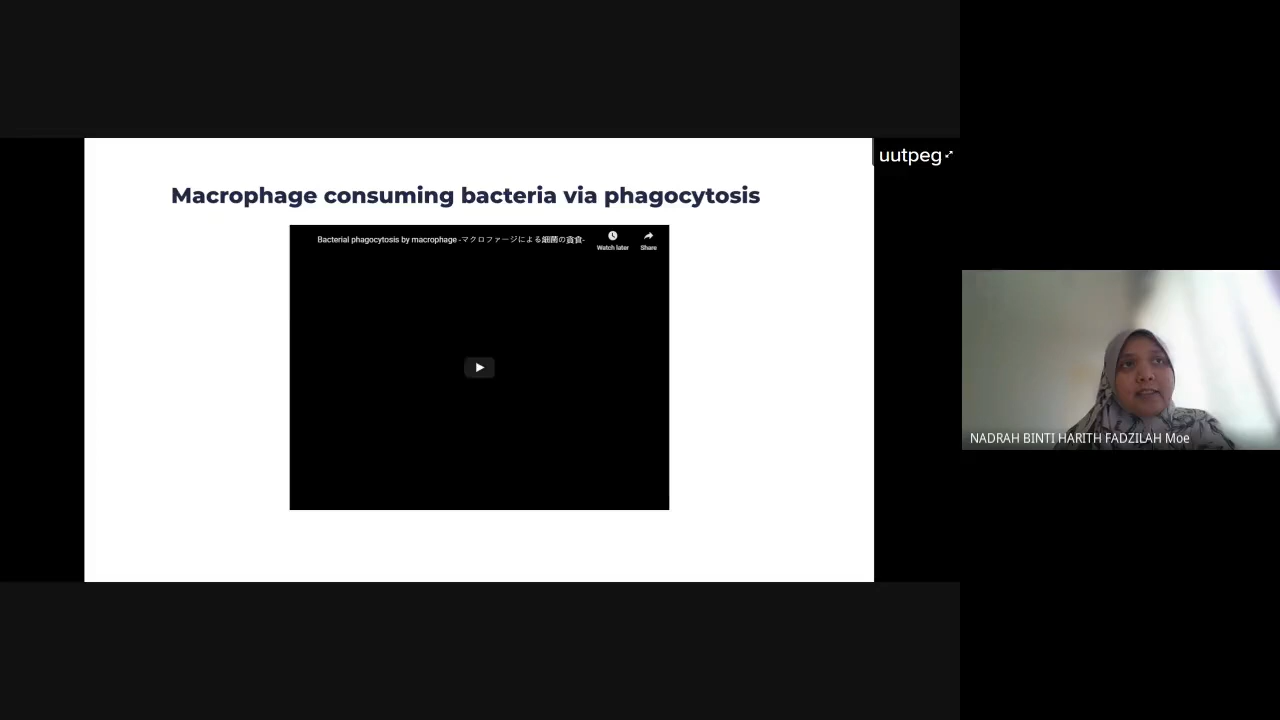 uutpeg
Macrophage consuming bacteria via phagocytosis
Bacterial phagocytosis by macrophage -マクロファージによる細菌の貪食-
Watch later
Share
NADRAH BINTI HARITH FADZILAH Moe